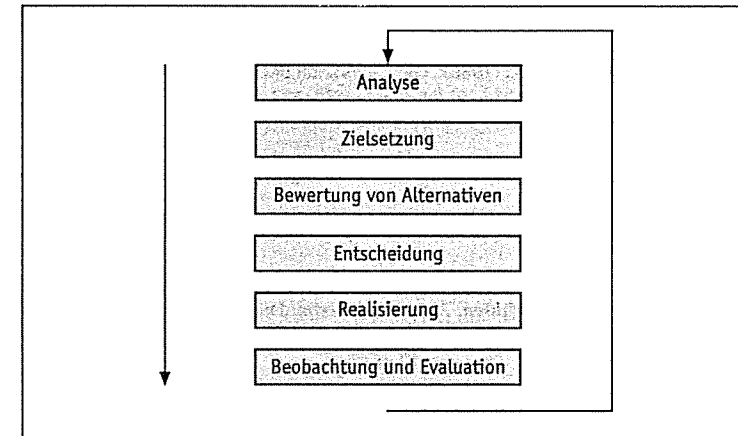 Analyse
Zielsetzung
Bewertung von Alternativen
Entscheidung
Realisierung
Beobachtung und Evaluation